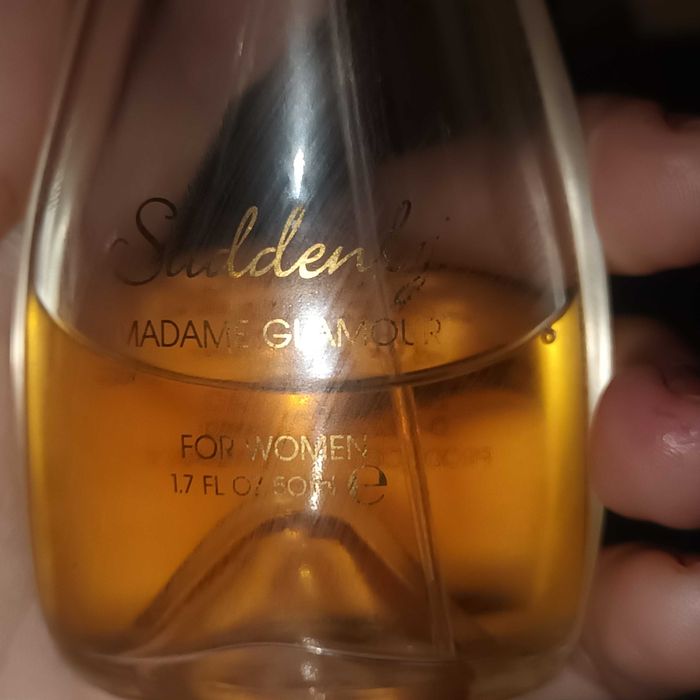 Suddenly
MADAME GLAMOUR
FOR WOMEN
1.7 FL OZ 50ml e